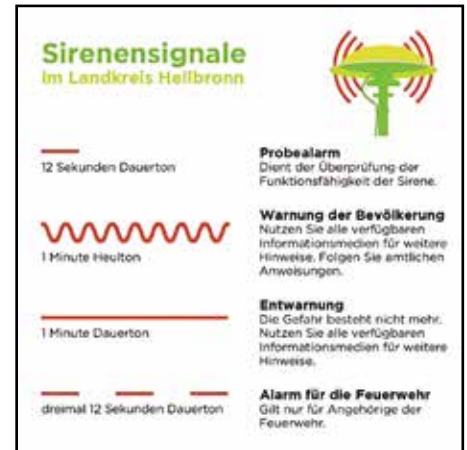 Sirenensignale
im Landkreis Heilbronn
12 Sekunden Dauerton
Probealarm
Dient der Überprüfung der
Funktionsfähigkeit der Sirene.
1 Minute Heulton
Warnung der Bevölkerung
Nutzen Sie alle verfügbaren
Informationsmedien für weitere
Hinweise. Folgen Sie amtlichen
Anweisungen.
1 Minute Dauerton
Entwarnung
Die Gefahr besteht nicht mehr.
Nutzen Sie alle verfügbaren
Informationsmedien für weitere
Hinweise.
dreimal 12 Sekunden Dauerton
Alarm für die Feuerwehr
Gilt nur für Angehörige der
Feuerwehr.